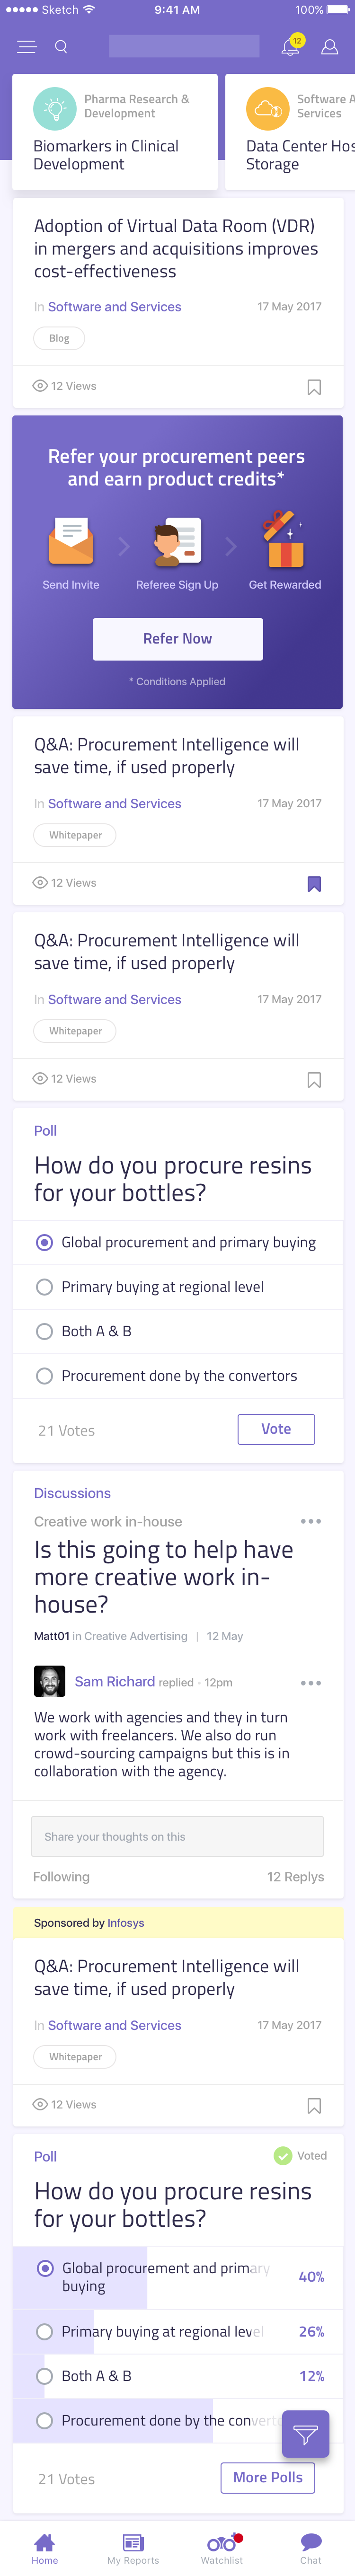 Sketch 9:41 AM 100%
12
Pharma Research &
Development
Biomarkers in Clinical
Development
Software A
Services
Data Center Hos
Storage
Adoption of Virtual Data Room (VDR)
in mergers and acquisitions improves
cost-effectiveness
In Software and Services 17 May 2017
Blog
12 Views
Refer your procurement peers
and earn product credits*
Send Invite Referee Sign Up Get Rewarded
Refer Now
* Conditions Applied
Q&A: Procurement Intelligence will
save time, if used properly
In Software and Services 17 May 2017
Whitepaper
12 Views
Q&A: Procurement Intelligence will
save time, if used properly
In Software and Services 17 May 2017
Whitepaper
12 Views
Poll
How do you procure resins
for your bottles?
Global procurement and primary buying
Primary buying at regional level
Both A & B
Procurement done by the convertors
21 Votes Vote
Discussions
Creative work in-house
Is this going to help have
more creative work in-
house?
Matt01 in Creative Advertising | 12 May
Sam Richard replied · 12pm
We work with agencies and they in turn
work with freelancers. We also do run
crowd-sourcing campaigns but this is in
collaboration with the agency.
Share your thoughts on this
Following 12 Replys
Sponsored by Infosys
Q&A: Procurement Intelligence will
save time, if used properly
In Software and Services 17 May 2017
Whitepaper
12 Views
Poll Voted
How do you procure resins
for your bottles?
Global procurement and primary
buying 40%
Primary buying at regional level 26%
Both A & B 12%
Procurement done by the convert
21 Votes More Polls
Home My Reports Watchlist Chat